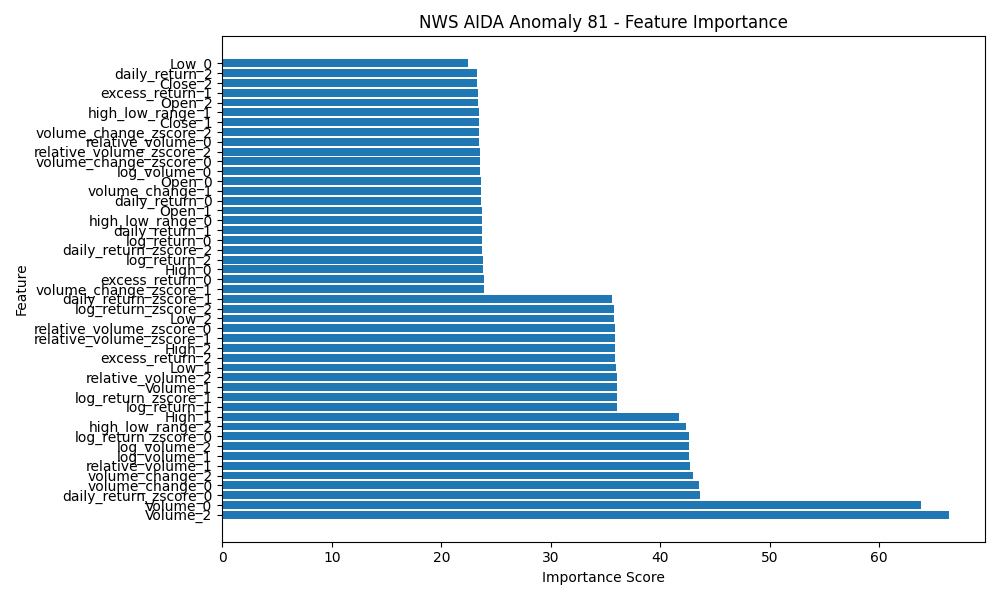 NWS AIDA Anomaly 81 - Feature Importance
Low_0
daily_return_2
Close_2
excess_return_1
Open_2
high_low_range_1
Close_1
volume_change_zscore_2
relative_volume_0
relative_volume_zscore_2
volume_change_zscore_0
log_volume_0
Open_0
volume_change_1
daily_return_0
Open_1
high_low_range_0
daily_return_1
log_return_0
daily_return_zscore_2
log_return_2
High_0
excess_return_0
volume_change_zscore_1
daily_return_zscore_1
log_return_zscore_2
Low_2
relative_volume_zscore_0
relative_volume_zscore_1
High_2
excess_return_2
Low_1
relative_volume_2
Volume_1
log_return_zscore_1
log_return_1
High_1
high_low_range_2
log_return_zscore_0
log_volume_2
log_volume_1
relative_volume_1
volume_change_2
volume_change_0
daily_return_zscore_0
Volume_0
Volume_2
Feature
0 10 20 30 40 50 60
Importance Score